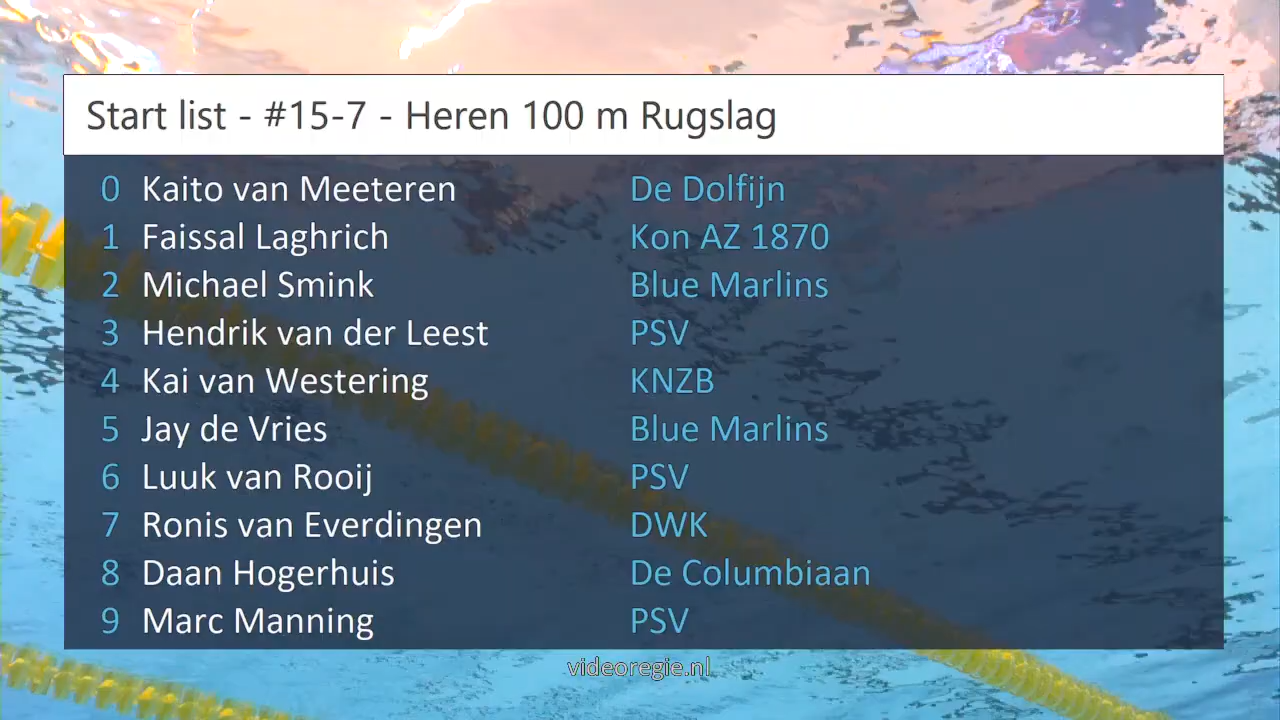 Start list - #15-7 - Heren 100 m Rugslag
0 Kaito van Meeteren De Dolfijn
1 Faissal Laghrich Kon AZ 1870
2 Michael Smink Blue Marlins
3 Hendrik van der Leest PSV
4 Kai van Westering KNZB
5 Jay de Vries Blue Marlins
6 Luuk van Rooij PSV
7 Ronis van Everdingen DWK
8 Daan Hogerhuis De Columbiaan
9 Marc Manning PSV
videoregie.nl